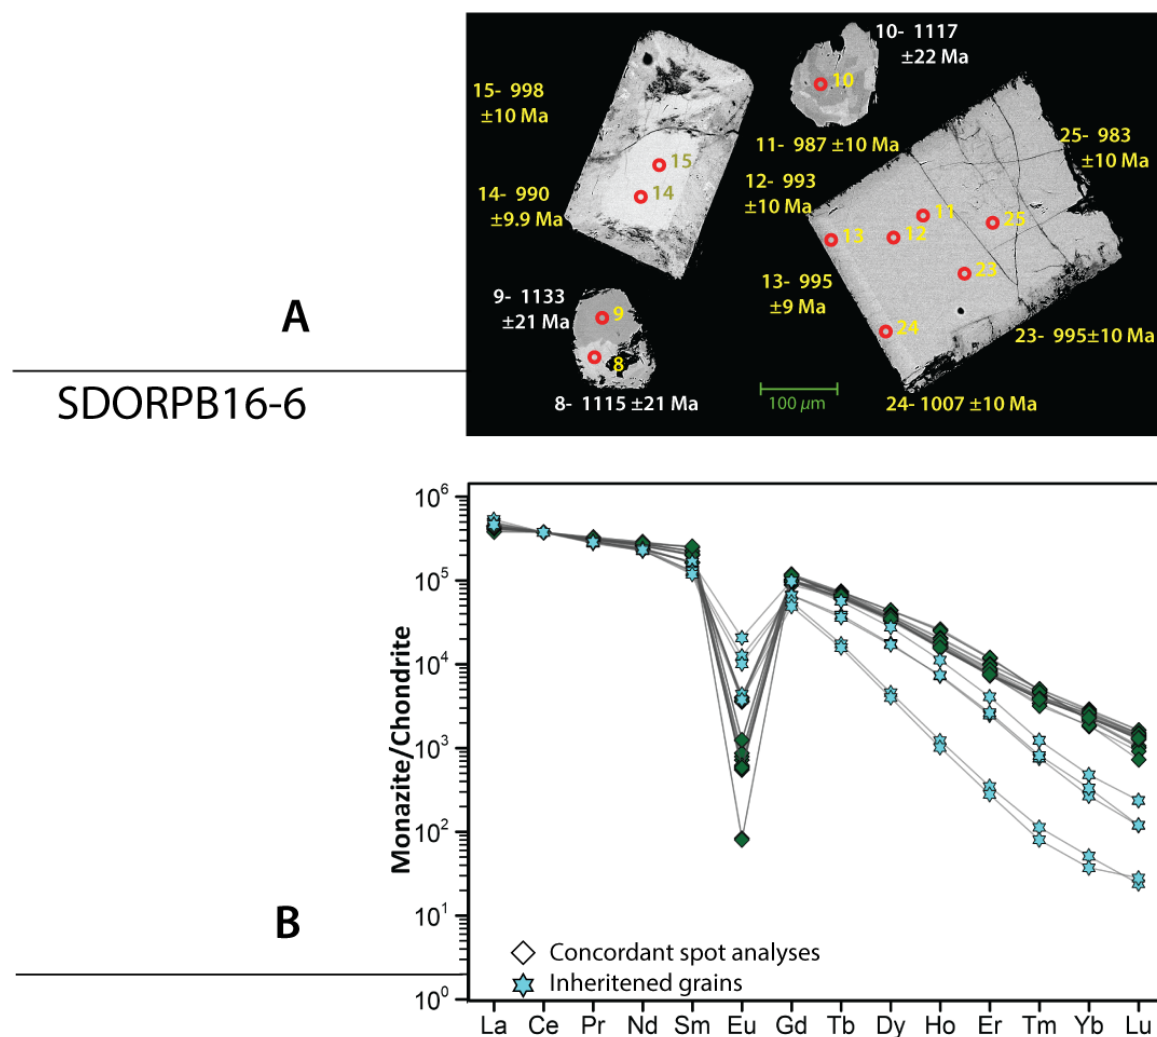 10- 1117
±22 Ma
15- 998
±10 Ma
10
11- 987 ±10 Ma
25- 983
±10 Ma
15
12- 993
±10 Ma
14- 990
±9.9 Ma
14
11
25
13
12
9- 1133
±21 Ma
13- 995
±9 Ma
23
9
24
23- 995±10 Ma
8
8- 1115 ±21 Ma
100 µm
24- 1007 ±10 Ma
A
SDORPB16-6
B
Monazite/Chondrite
10⁶
10⁵
10⁴
10³
10²
10¹
10⁰
Concordant spot analyses
Inheritened grains
La Ce Pr Nd Sm Eu Gd Tb Dy Ho Er Tm Yb Lu